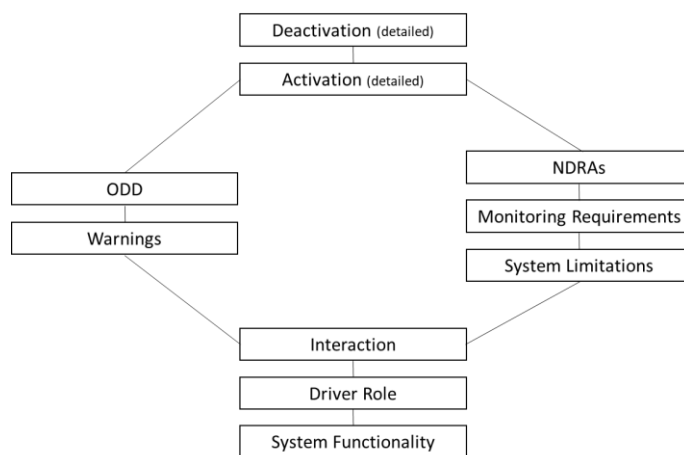 Deactivation (detailed)
Activation (detailed)
ODD
Warnings
NDRAs
Monitoring Requirements
System Limitations
Interaction
Driver Role
System Functionality